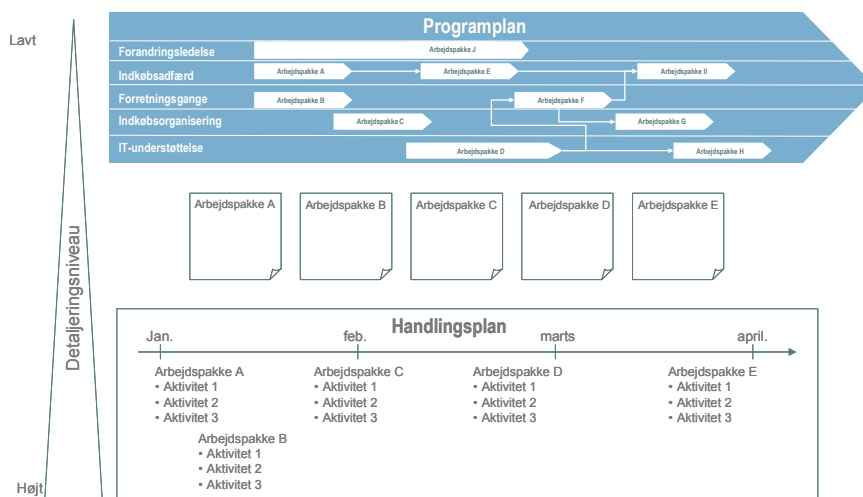 Programplan
Lavt
Forandringsledelse
Arbejdspakke J
Indkøbsadfærd
Arbejdspakke A
Arbejdspakke E
Arbejdspakke II
Forretningsgange
Arbejdspakke B
Arbejdspakke F
Indkøbsorganisering
Arbejdspakke C
Arbejdspakke G
IT-understøttelse
Arbejdspakke D
Arbejdspakke H
Detaljeringsniveau
Arbejdspakke A
Arbejdspakke B
Arbejdspakke C
Arbejdspakke D
Arbejdspakke E
Handlingsplan
Jan.
feb.
marts
april.
Arbejdspakke A
• Aktivitet 1
• Aktivitet 2
• Aktivitet 3
Arbejdspakke B
• Aktivitet 1
• Aktivitet 2
• Aktivitet 3
Arbejdspakke C
• Aktivitet 1
• Aktivitet 2
• Aktivitet 3
Arbejdspakke D
• Aktivitet 1
• Aktivitet 2
• Aktivitet 3
Arbejdspakke E
• Aktivitet 1
• Aktivitet 2
• Aktivitet 3
Højt